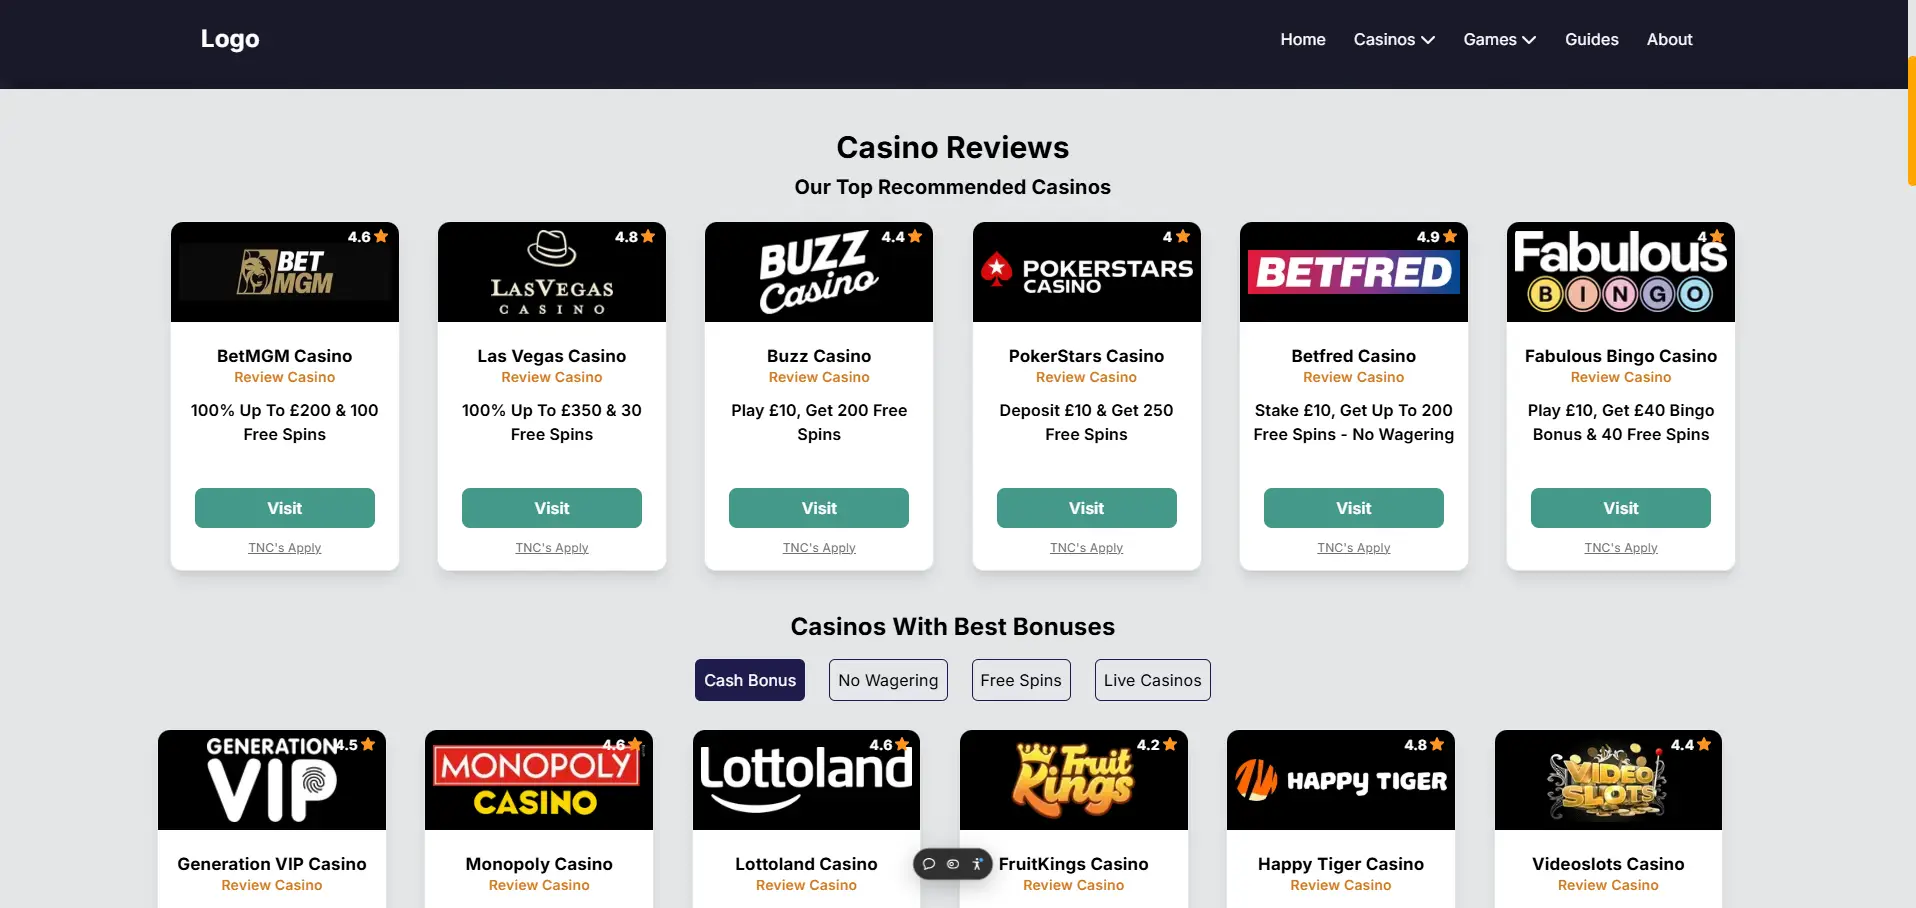 Logo
Home Casinos Games Guides About
Casino Reviews
Our Top Recommended Casinos
4.6
BET
MGM
BetMGM Casino
Review Casino
100% Up To £200 & 100
Free Spins
Visit
TNC's Apply
4.8
LASVEGAS
CASINO
Las Vegas Casino
Review Casino
100% Up To £350 & 30
Free Spins
Visit
TNC's Apply
4.4
BUZZ
Casino
Buzz Casino
Review Casino
Play £10, Get 200 Free
Spins
Visit
TNC's Apply
4
POKERSTARS
CASINO
PokerStars Casino
Review Casino
Deposit £10 & Get 250
Free Spins
Visit
TNC's Apply
4.9
BETFRED
Betfred Casino
Review Casino
Stake £10, Get Up To 200
Free Spins - No Wagering
Visit
TNC's Apply
4
Fabulous
BINGO
Fabulous Bingo Casino
Review Casino
Play £10, Get £40 Bingo
Bonus & 40 Free Spins
Visit
TNC's Apply
Casinos With Best Bonuses
Cash Bonus No Wagering Free Spins Live Casinos
4.5
GENERATION
VIP
Generation VIP Casino
Review Casino
4.6
MONOPOLY
CASINO
Monopoly Casino
Review Casino
4.6
Lottoland
Lottoland Casino
Review Casino
4.2
Fruit
Kings
FruitKings Casino
Review Casino
4.8
HAPPY TIGER
Happy Tiger Casino
Review Casino
4.4
VIDEO
SLOTS
Videoslots Casino
Review Casino